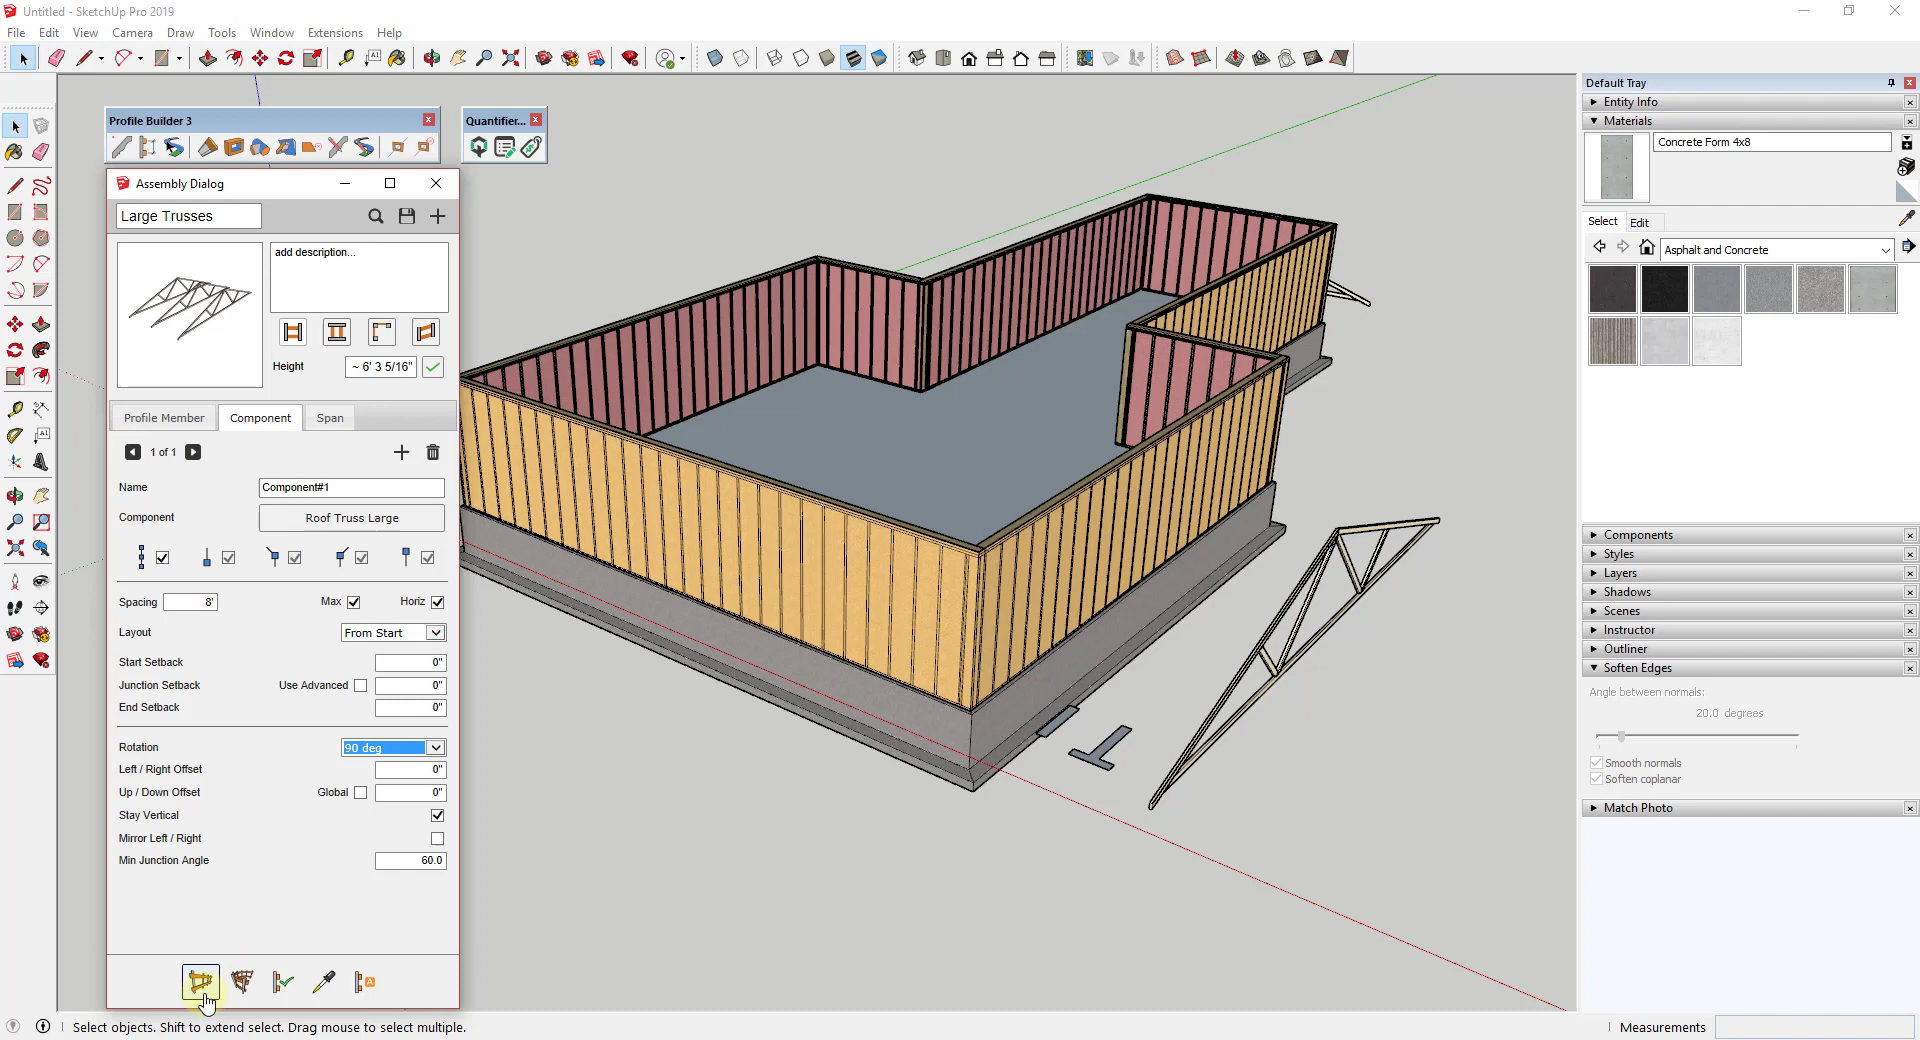 Untitled - SketchUp Pro 2019
File Edit View Camera Draw Tools Window Extensions Help
Profile Builder 3
Quantifier...
Assembly Dialog
Large Trusses
add description...
Height ~ 6' 3 5/16"
Profile Member Component Span
1 of 1
Name Component#1
Component Roof Truss Large
Spacing 8' Max Horiz
Layout From Start
Start Setback 0"
Junction Setback Use Advanced 0"
End Setback 0"
Rotation 90 deg
Left / Right Offset 0"
Up / Down Offset Global 0"
Stay Vertical
Mirror Left / Right
Min Junction Angle 60.0
Default Tray
Entity Info
Materials
Concrete Form 4x8
Select Edit
Asphalt and Concrete
Components
Styles
Layers
Shadows
Scenes
Instructor
Outliner
Soften Edges
Angle between normals:
20.0 degrees
Smooth normals
Soften coplanar
Match Photo
Select objects. Shift to extend select. Drag mouse to select multiple.
Measurements